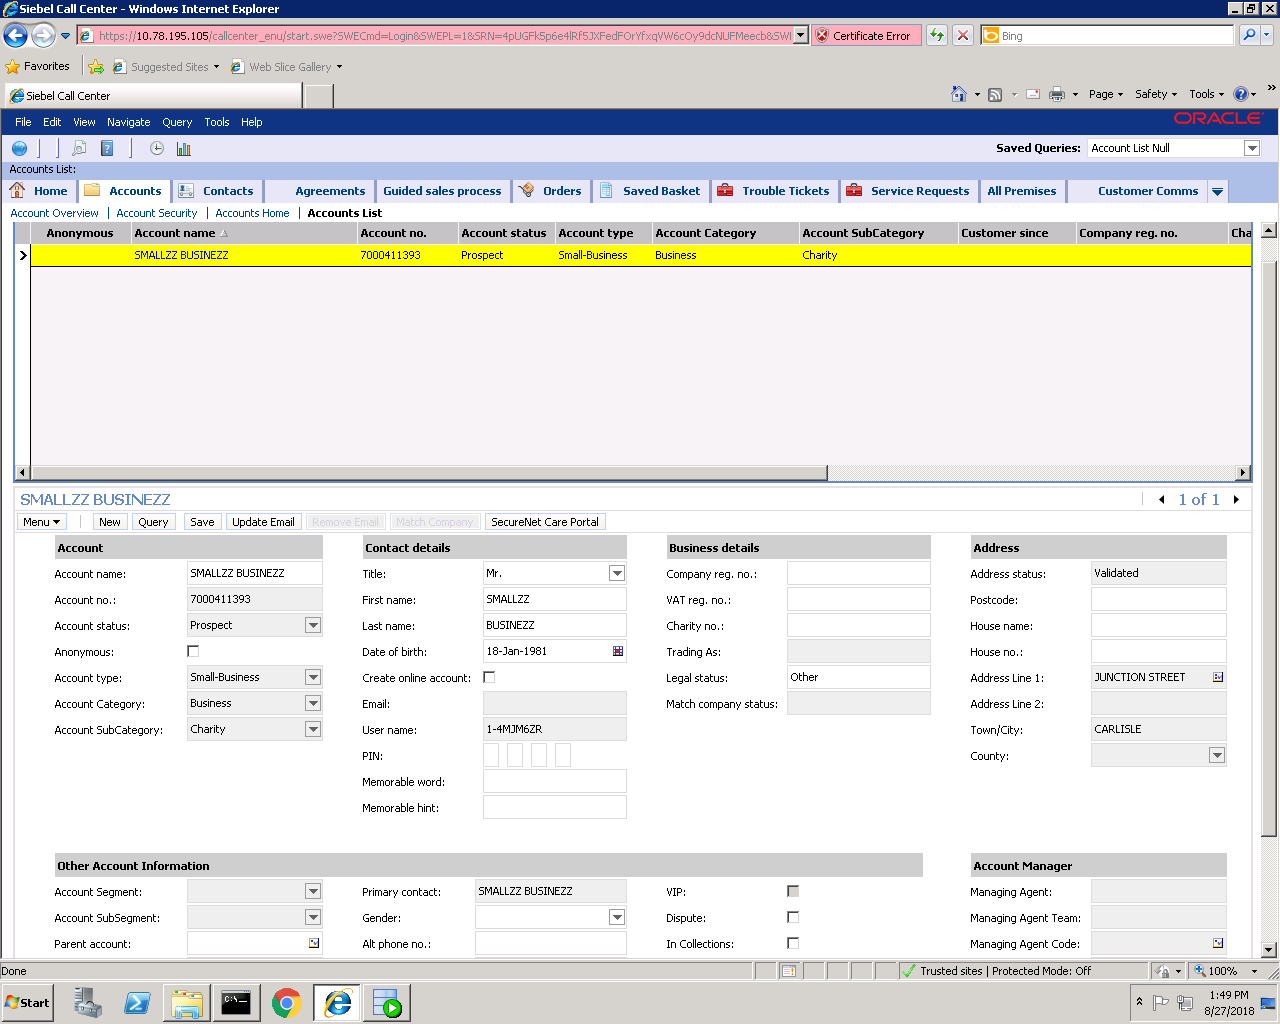 Siebel Call Center - Windows Internet Explorer
https://10.78.195.105/callcenter_enu/start.swe?SWECmd=Login&SWEPL=1&SRN=4pUGFk5p6e4lRf5JXFedFOrYfxqVW6cOy9dcNUFMeecb&SWI
Certificate Error
Bing
Favorites
Suggested Sites
Web Slice Gallery
Siebel Call Center
Page
Safety
Tools
File Edit View Navigate Query Tools Help
ORACLE
Saved Queries: Account List Null
Accounts List:
Home Accounts Contacts Agreements Guided sales process Orders Saved Basket Trouble Tickets Service Requests All Premises Customer Comms
Account Overview | Account Security | Accounts Home | Accounts List
Anonymous Account name Account no. Account status Account type Account Category Account SubCategory Customer since Company reg. no. Cha
SMALLZZ BUSINEZZ 7000411393 Prospect Small-Business Business Charity
SMALLZZ BUSINEZZ
1 of 1
Menu New Query Save Update Email Remove Email Match Company SecureNet Care Portal
Account Contact details Business details Address
Account name: SMALLZZ BUSINEZZ Title: Mr. Company reg. no.: Address status: Validated
Account no.: 7000411393 First name: SMALLZZ VAT reg. no.: Postcode:
Account status: Prospect Last name: BUSINEZZ Charity no.: House name:
Anonymous: Date of birth: 18-Jan-1981 Trading As: House no.:
Account type: Small-Business Create online account: Legal status: Other Address Line 1: JUNCTION STREET
Account Category: Business Email: Match company status: Address Line 2:
Account SubCategory: Charity User name: 1-4MJM6ZR Town/City: CARLISLE
PIN: County:
Memorable word:
Memorable hint:
Other Account Information Account Manager
Account Segment: Primary contact: SMALLZZ BUSINEZZ VIP: Managing Agent:
Account SubSegment: Gender: Dispute: Managing Agent Team:
Parent account: Alt phone no.: In Collections: Managing Agent Code:
Done
Trusted sites | Protected Mode: Off
100%
Start
C:\.
1:49 PM
8/27/2018